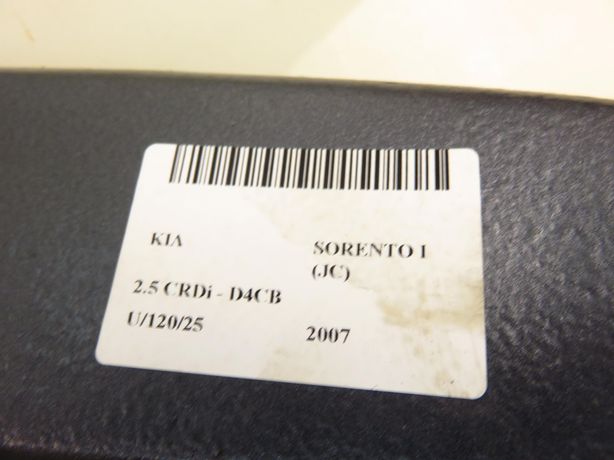 KIA SORENTO I
(JC)
2.5 CRDi - D4CB
U/120/25 2007